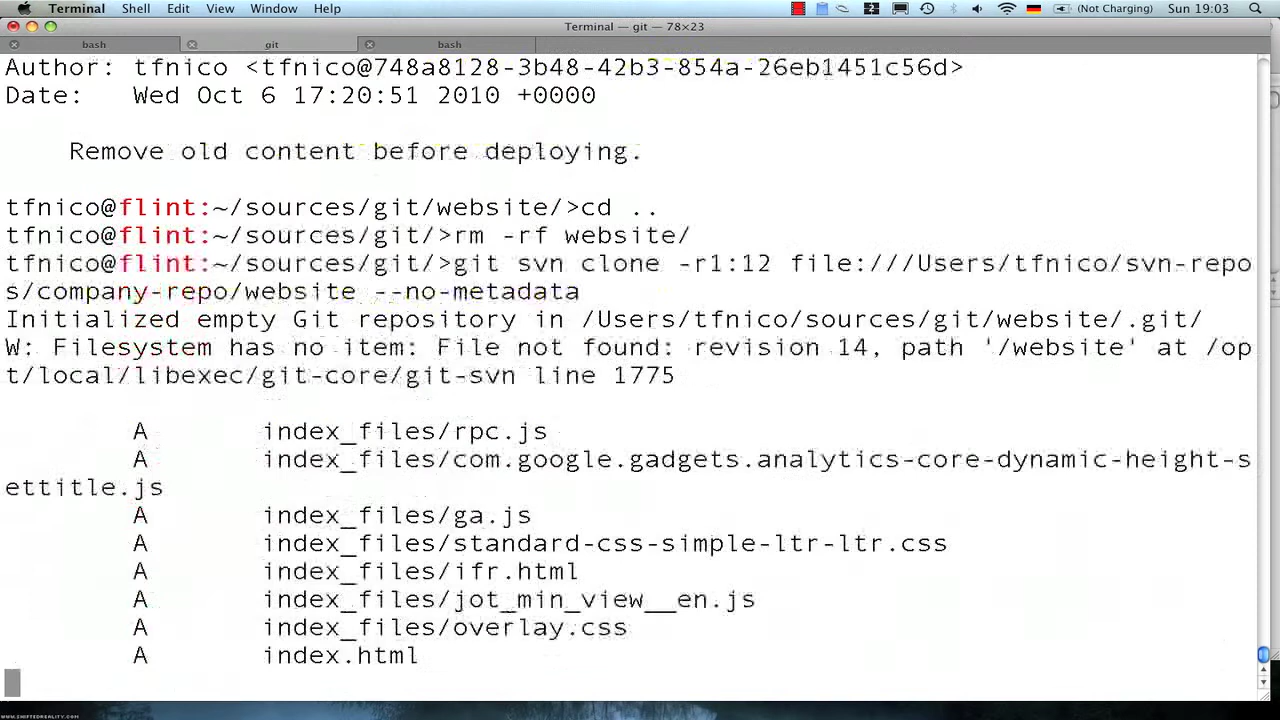 Terminal Shell Edit View Window Help 2 (Not Charging) Sun 19:03
Terminal — git — 78×23
bash git bash
Author: tfnico <tfnico@748a8128-3b48-42b3-854a-26eb1451c56d>
Date:   Wed Oct 6 17:20:51 2010 +0000
Remove old content before deploying.
tfnico@flint:~/sources/git/website/>cd ..
tfnico@flint:~/sources/git/>rm -rf website/
tfnico@flint:~/sources/git/>git svn clone -r1:12 file:///Users/tfnico/svn-repo
s/company-repo/website --no-metadata
Initialized empty Git repository in /Users/tfnico/sources/git/website/.git/
W: Filesystem has no item: File not found: revision 14, path '/website' at /op
t/local/libexec/git-core/git-svn line 1775
A index_files/rpc.js
A index_files/com.google.gadgets.analytics-core-dynamic-height-s
ettitle.js
A index_files/ga.js
A index_files/standard-css-simple-ltr-ltr.css
A index_files/ifr.html
A index_files/jot_min_view__en.js
A index_files/overlay.css
A index.html
www.shiftedreality.com